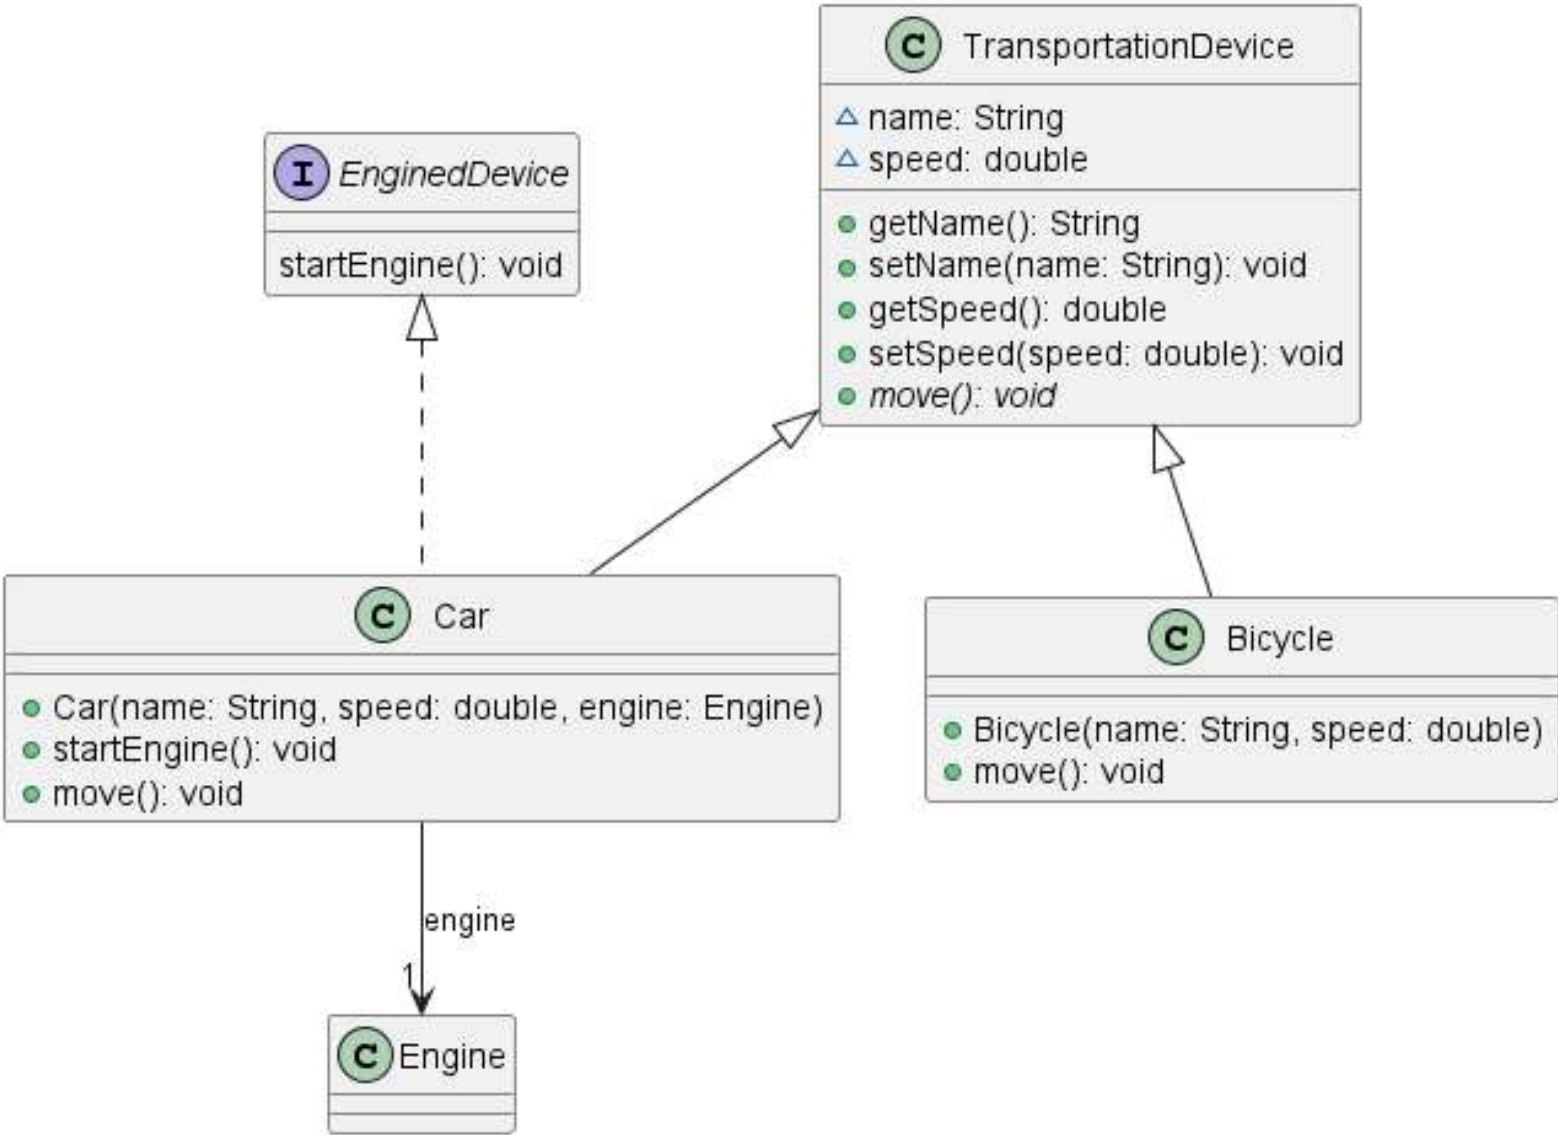 C TransportationDevice
name: String
speed: double
getName(): String
setName(name: String): void
getSpeed(): double
setSpeed(speed: double): void
move(): void
I EnginedDevice
startEngine(): void
C Car
Car(name: String, speed: double, engine: Engine)
startEngine(): void
move(): void
C Bicycle
Bicycle(name: String, speed: double)
move(): void
engine
1
C Engine